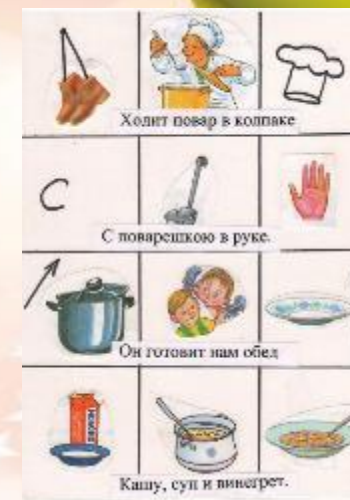 Ходит повар в колпаке
С
С поварешкою в руке.
Он готовит нам обед
Кашу, суп и винегрет.